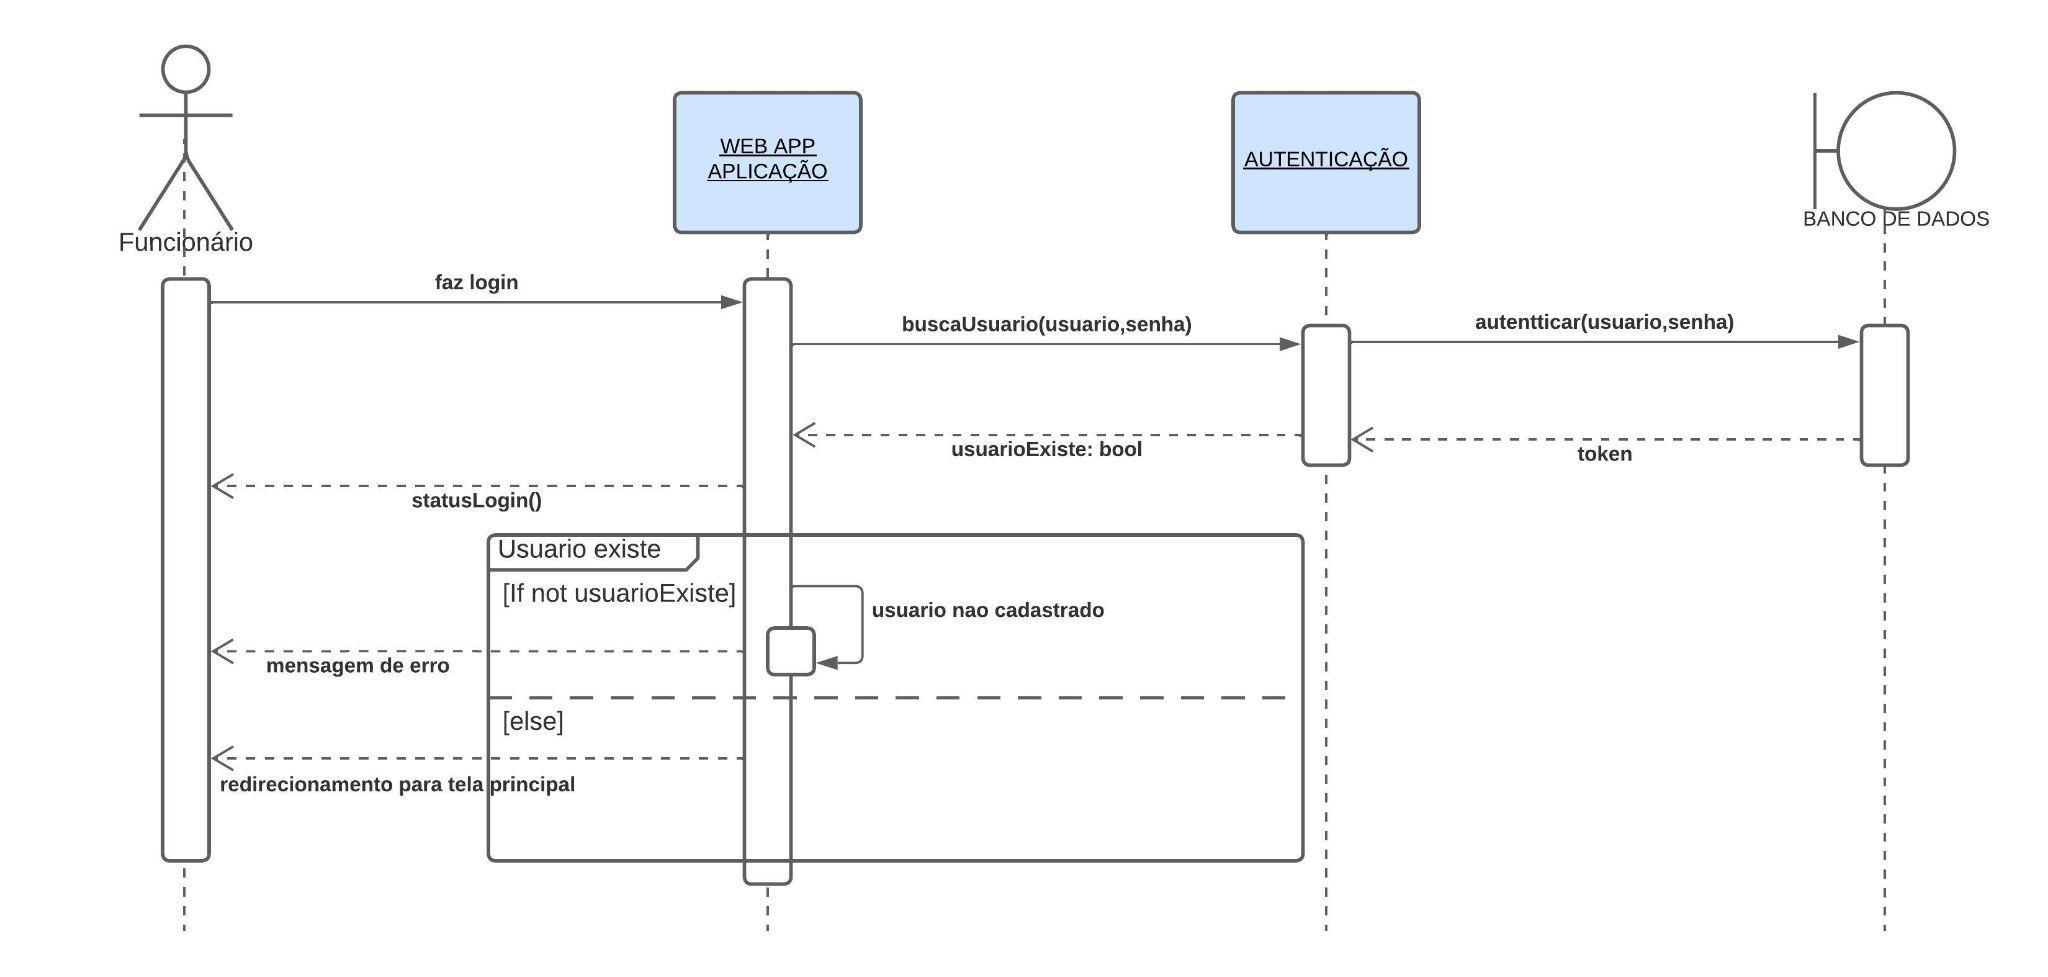 WEB APP
APLICAÇÃO
AUTENTICAÇÃO
BANCO DE DADOS
Funcionário
faz login
buscaUsuario(usuario,senha)
autentticar(usuario,senha)
usuarioExiste: bool
token
statusLogin()
Usuario existe
[If not usuarioExiste]
usuario nao cadastrado
mensagem de erro
[else]
redirecionamento para tela principal